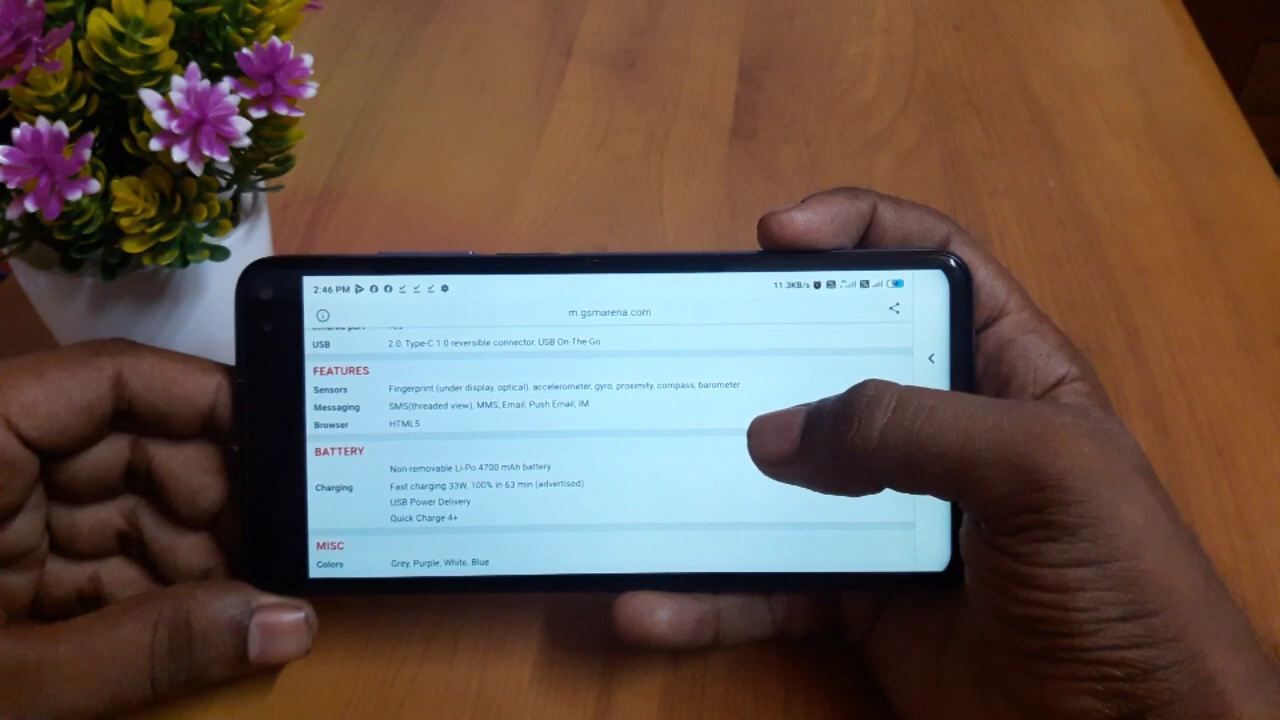 2:46 PM 11.3KB/s
m.gsmarena.com
Infrared port Yes
USB 2.0, Type-C 1.0 reversible connector, USB On-The-Go
FEATURES
Sensors Fingerprint (under display, optical), accelerometer, gyro, proximity, compass, barometer
Messaging SMS(threaded view), MMS, Email, Push Email, IM
Browser HTML5
BATTERY
Non-removable Li-Po 4700 mAh battery
Charging Fast charging 33W, 100% in 63 min (advertised)
USB Power Delivery
Quick Charge 4+
MISC
Colors Grey, Purple, White, Blue